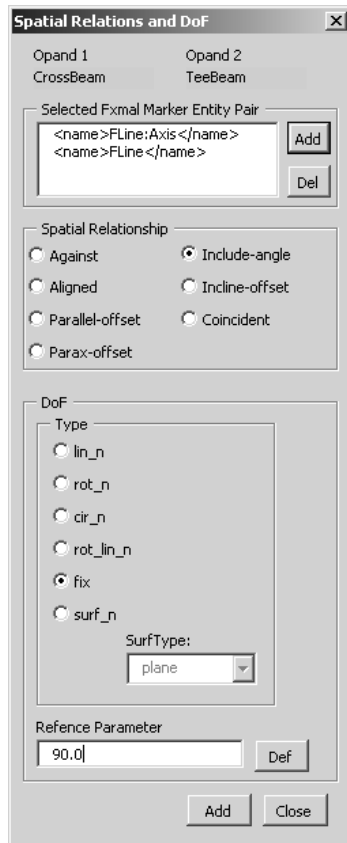 Spatial Relations and DoF
Opand 1 Opand 2
CrossBeam TeeBeam
Selected Fxmal Marker Entity Pair
<name>FLine:Axis</name>
<name>FLine</name>
Add
Del
Spatial Relationship
Against Include-angle
Aligned Incline-offset
Parallel-offset Coincident
Parax-offset
DoF
Type
lin_n
rot_n
cir_n
rot_lin_n
fix
surf_n
SurfType:
plane
Refence Parameter
90.0 Def
Add Close